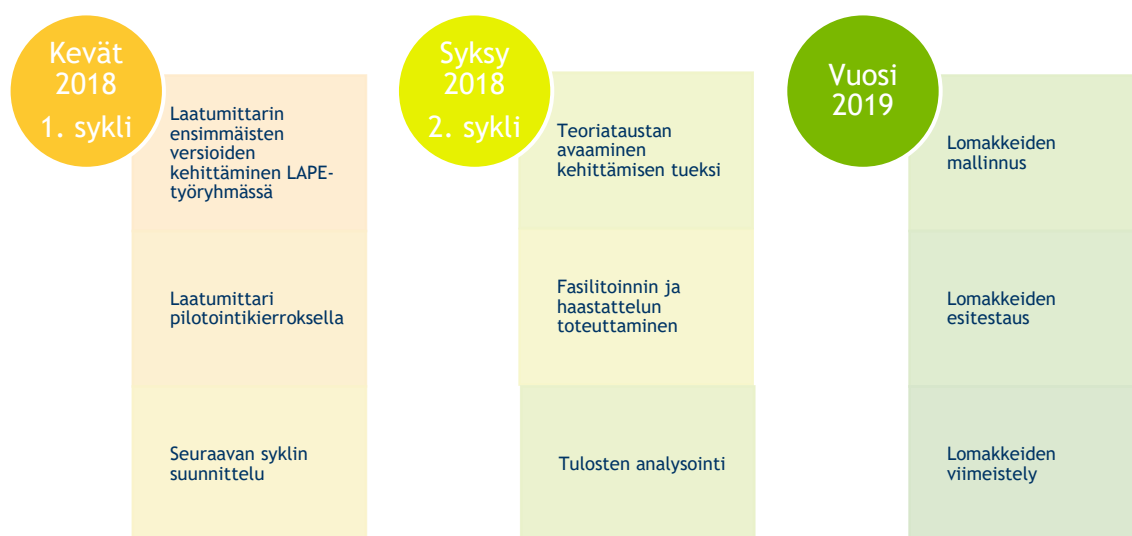 Kevät
2018
1. sykli
Laatumittarin
ensimmäisten
versioiden
kehittäminen LAPE-
työryhmässä
Laatumittari
pilotointikierroksella
Seuraavan syklin
suunnittelu
Syksy
2018
2. sykli
Teoriataustan
avaaminen
kehittämisen tueksi
Fasilitoinnin ja
haastattelun
toteuttaminen
Tulosten analysointi
Vuosi
2019
Lomakkeiden
mallinnus
Lomakkeiden
esitestaus
Lomakkeiden
viimeistely